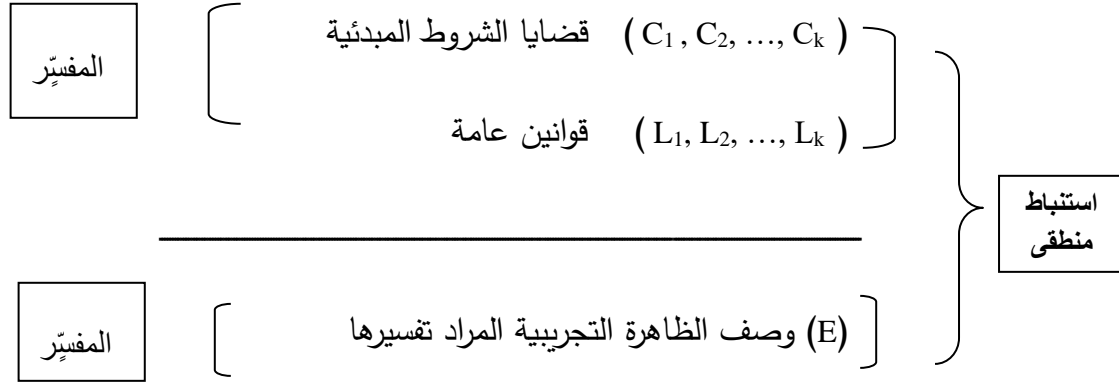 المفسٍّر
قضايا الشروط المبدئية ( C1 , C2, …, Ck )
قوانين عامة ( L1, L2, …, Lk )
استنباط
منطقى
المفسٍّر
(E) وصف الظاهرة التجريبية المراد تفسيرها